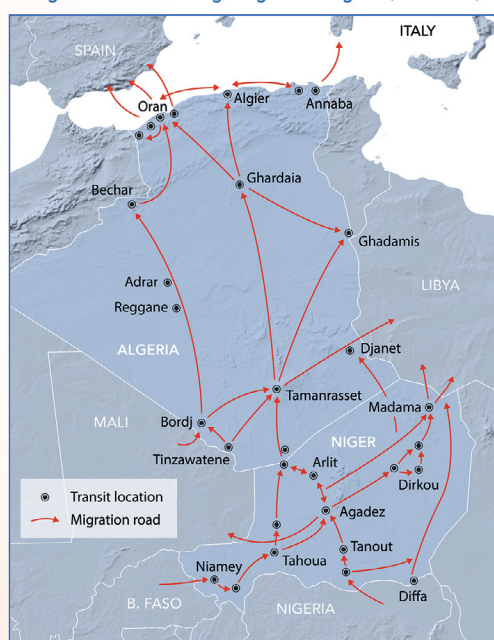 SPAIN
ITALY
Oran
Algier
Annaba
Bechar
Ghardaia
Ghadamis
Adrar
Reggane
LIBYA
ALGERIA
Djanet
Tamanrasset
Madama
MALI
Bordj
NIGER
Tinzawatene
Arlit
Dirkou
Transit location
Agadez
Migration road
Tanout
Tahoua
Niamey
Diffa
B. FASO
NIGERIA